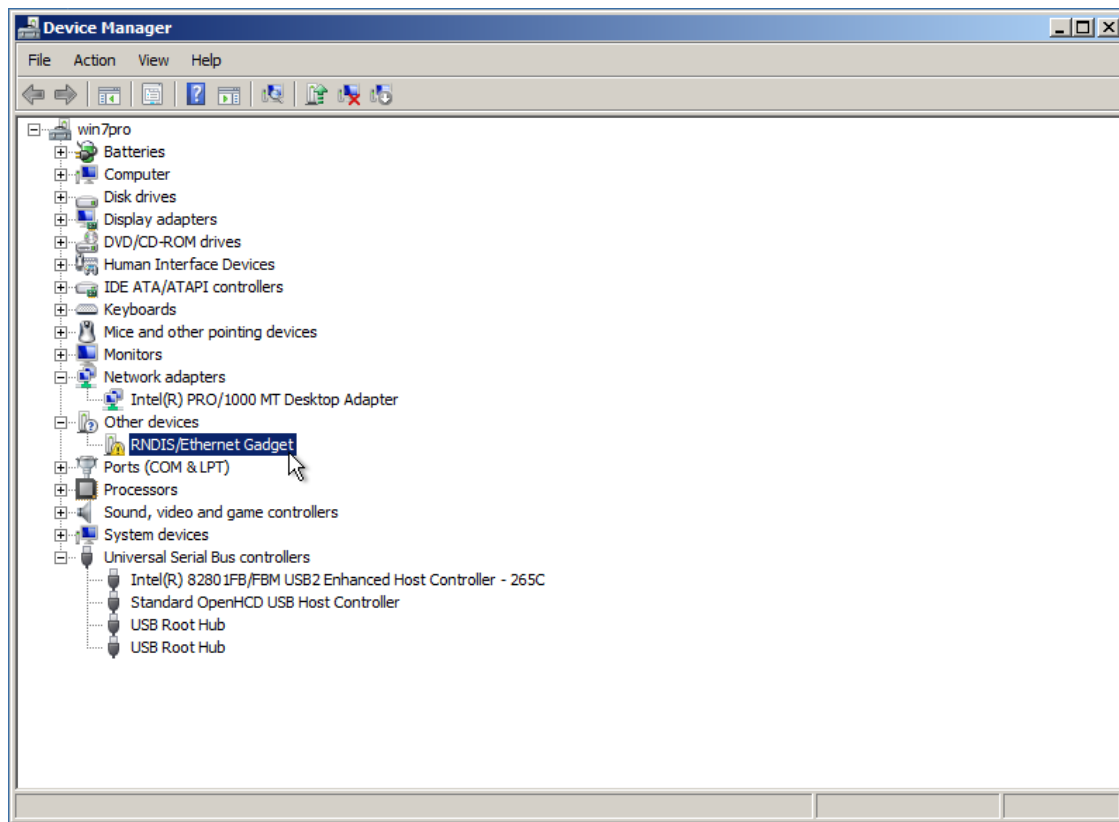 Device Manager
File Action View Help
win7pro
Batteries
Computer
Disk drives
Display adapters
DVD/CD-ROM drives
Human Interface Devices
IDE ATA/ATAPI controllers
Keyboards
Mice and other pointing devices
Monitors
Network adapters
Intel(R) PRO/1000 MT Desktop Adapter
Other devices
RNDIS/Ethernet Gadget
Ports (COM & LPT)
Processors
Sound, video and game controllers
System devices
Universal Serial Bus controllers
Intel(R) 82801FB/FBM USB2 Enhanced Host Controller - 265C
Standard OpenHCD USB Host Controller
USB Root Hub
USB Root Hub